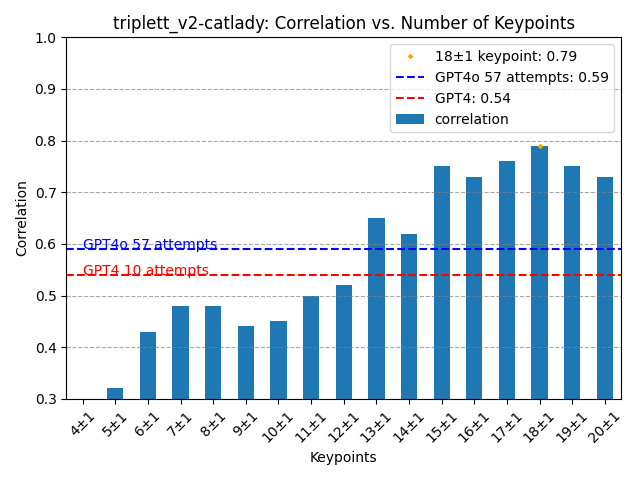 triplett_v2-catlady: Correlation vs. Number of Keypoints
1.0
0.9
0.8
0.7
0.6
0.5
0.4
0.3
Correlation
18±1 keypoint: 0.79
GPT4o 57 attempts: 0.59
GPT4: 0.54
correlation
GPT4o 57 attempts
GPT4 10 attempts
4±1
5±1
6±1
7±1
8±1
9±1
10±1
11±1
12±1
13±1
14±1
15±1
16±1
17±1
18±1
19±1
20±1
Keypoints